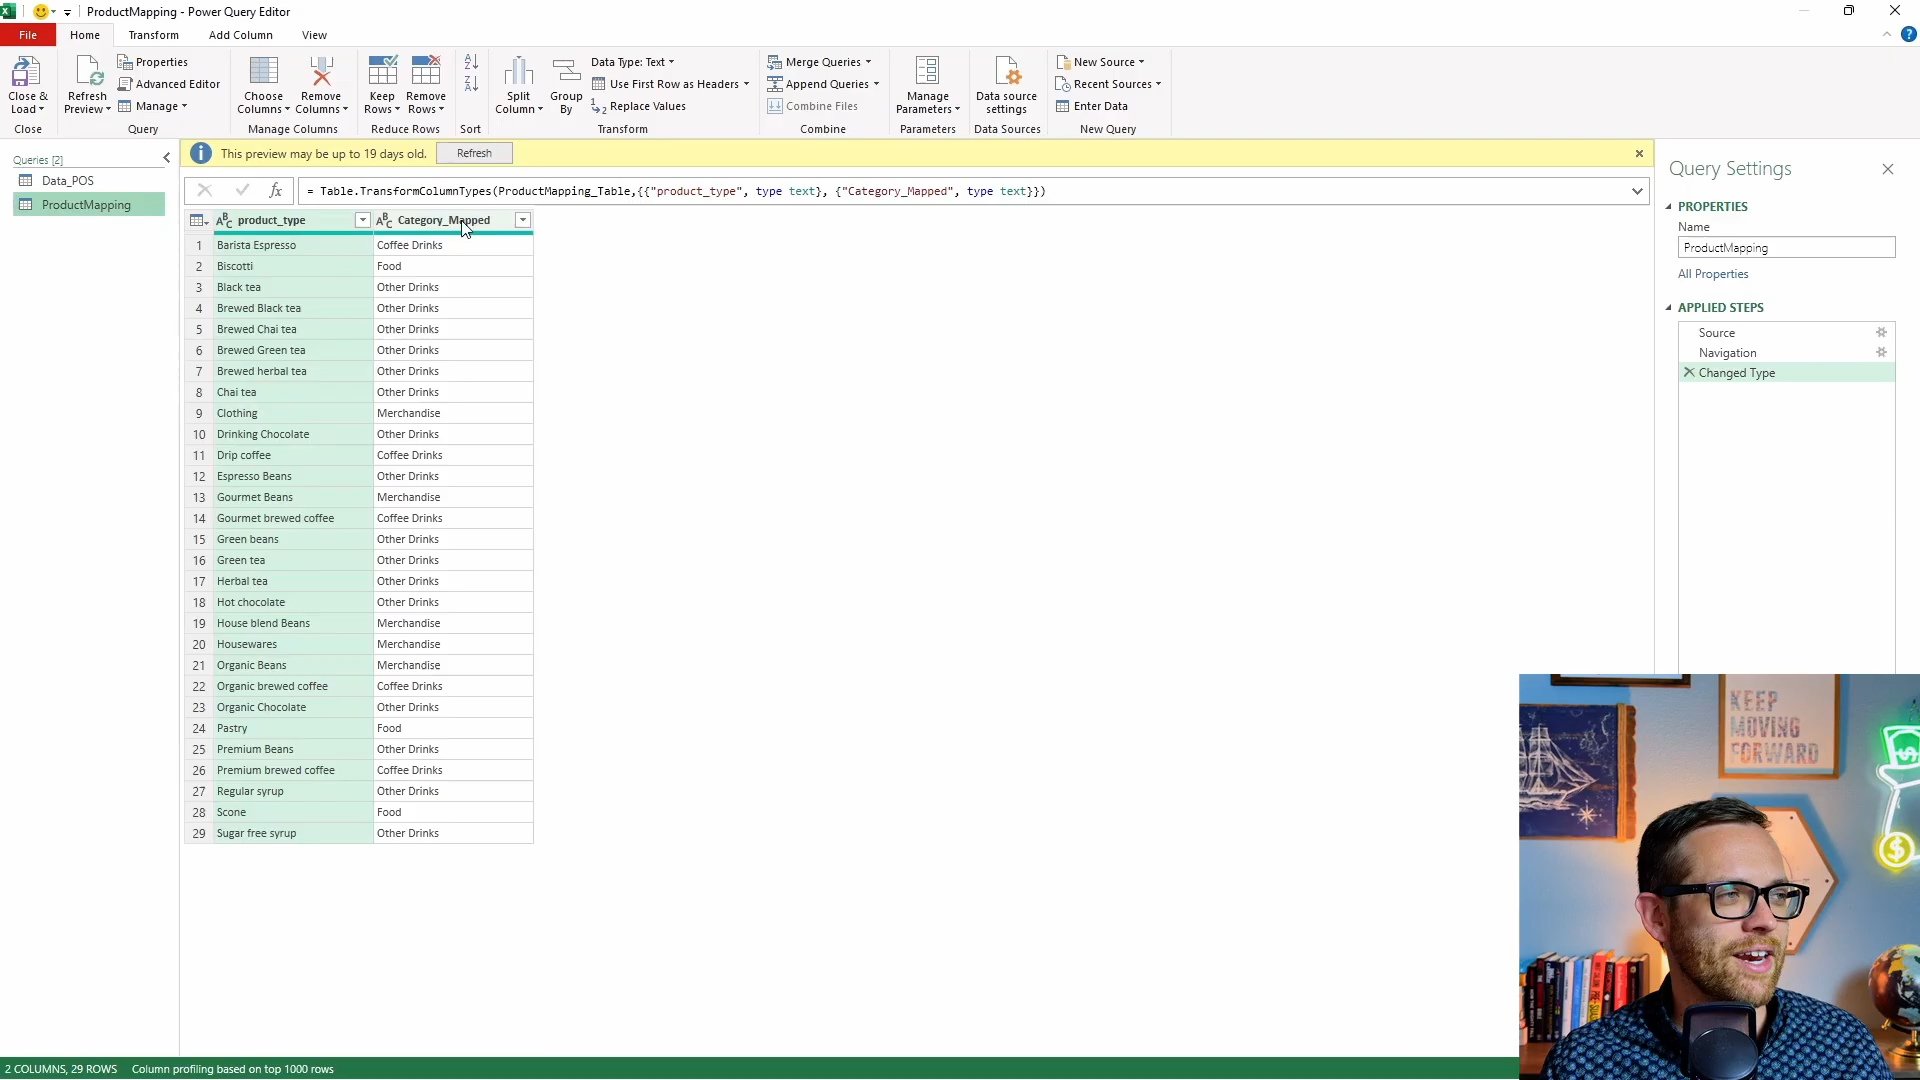 ProductMapping - Power Query Editor
File Home Transform Add Column View
Close & Load
Close
Refresh Preview
Properties
Advanced Editor
Manage
Query
Choose Columns
Remove Columns
Manage Columns
Keep Rows
Remove Rows
Reduce Rows
Sort
Split Column
Group By
Data Type: Text
Use First Row as Headers
Replace Values
Transform
Merge Queries
Append Queries
Combine Files
Combine
Manage Parameters
Parameters
Data source settings
Data Sources
New Source
Recent Sources
Enter Data
New Query
Queries [2]
Data_POS
ProductMapping
This preview may be up to 19 days old. Refresh
fx = Table.TransformColumnTypes(ProductMapping_Table,{{"product_type", type text}, {"Category_Mapped", type text}})
product_type Category_Mapped
1 Barista Espresso Coffee Drinks
2 Biscotti Food
3 Black tea Other Drinks
4 Brewed Black tea Other Drinks
5 Brewed Chai tea Other Drinks
6 Brewed Green tea Other Drinks
7 Brewed herbal tea Other Drinks
8 Chai tea Other Drinks
9 Clothing Merchandise
10 Drinking Chocolate Other Drinks
11 Drip coffee Coffee Drinks
12 Espresso Beans Other Drinks
13 Gourmet Beans Merchandise
14 Gourmet brewed coffee Coffee Drinks
15 Green beans Other Drinks
16 Green tea Other Drinks
17 Herbal tea Other Drinks
18 Hot chocolate Other Drinks
19 House blend Beans Merchandise
20 Housewares Merchandise
21 Organic Beans Merchandise
22 Organic brewed coffee Coffee Drinks
23 Organic Chocolate Other Drinks
24 Pastry Food
25 Premium Beans Other Drinks
26 Premium brewed coffee Coffee Drinks
27 Regular syrup Other Drinks
28 Scone Food
29 Sugar free syrup Other Drinks
Query Settings
PROPERTIES
Name
ProductMapping
All Properties
APPLIED STEPS
Source
Navigation
Changed Type
KEEP
MOVING
FORWARD
2 COLUMNS, 29 ROWS Column profiling based on top 1000 rows